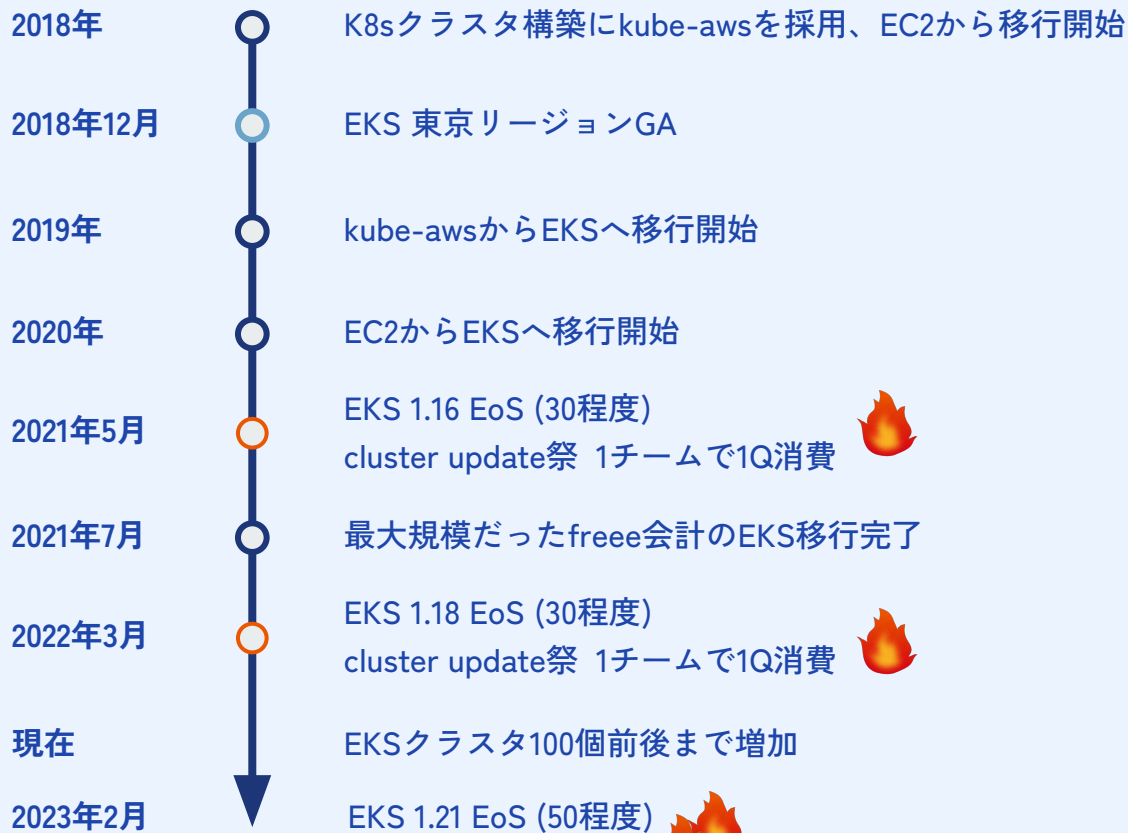 2018年 K8sクラスタ構築にkube-awsを採用、EC2から移行開始
2018年12月 EKS 東京リージョンGA
2019年 kube-awsからEKSへ移行開始
2020年 EC2からEKSへ移行開始
2021年5月 EKS 1.16 EoS (30程度)
cluster update祭 1チームで1Q消費
2021年7月 最大規模だったfreee会計のEKS移行完了
2022年3月 EKS 1.18 EoS (30程度)
cluster update祭 1チームで1Q消費
現在 EKSクラスタ100個前後まで増加
2023年2月 EKS 1.21 EoS (50程度)